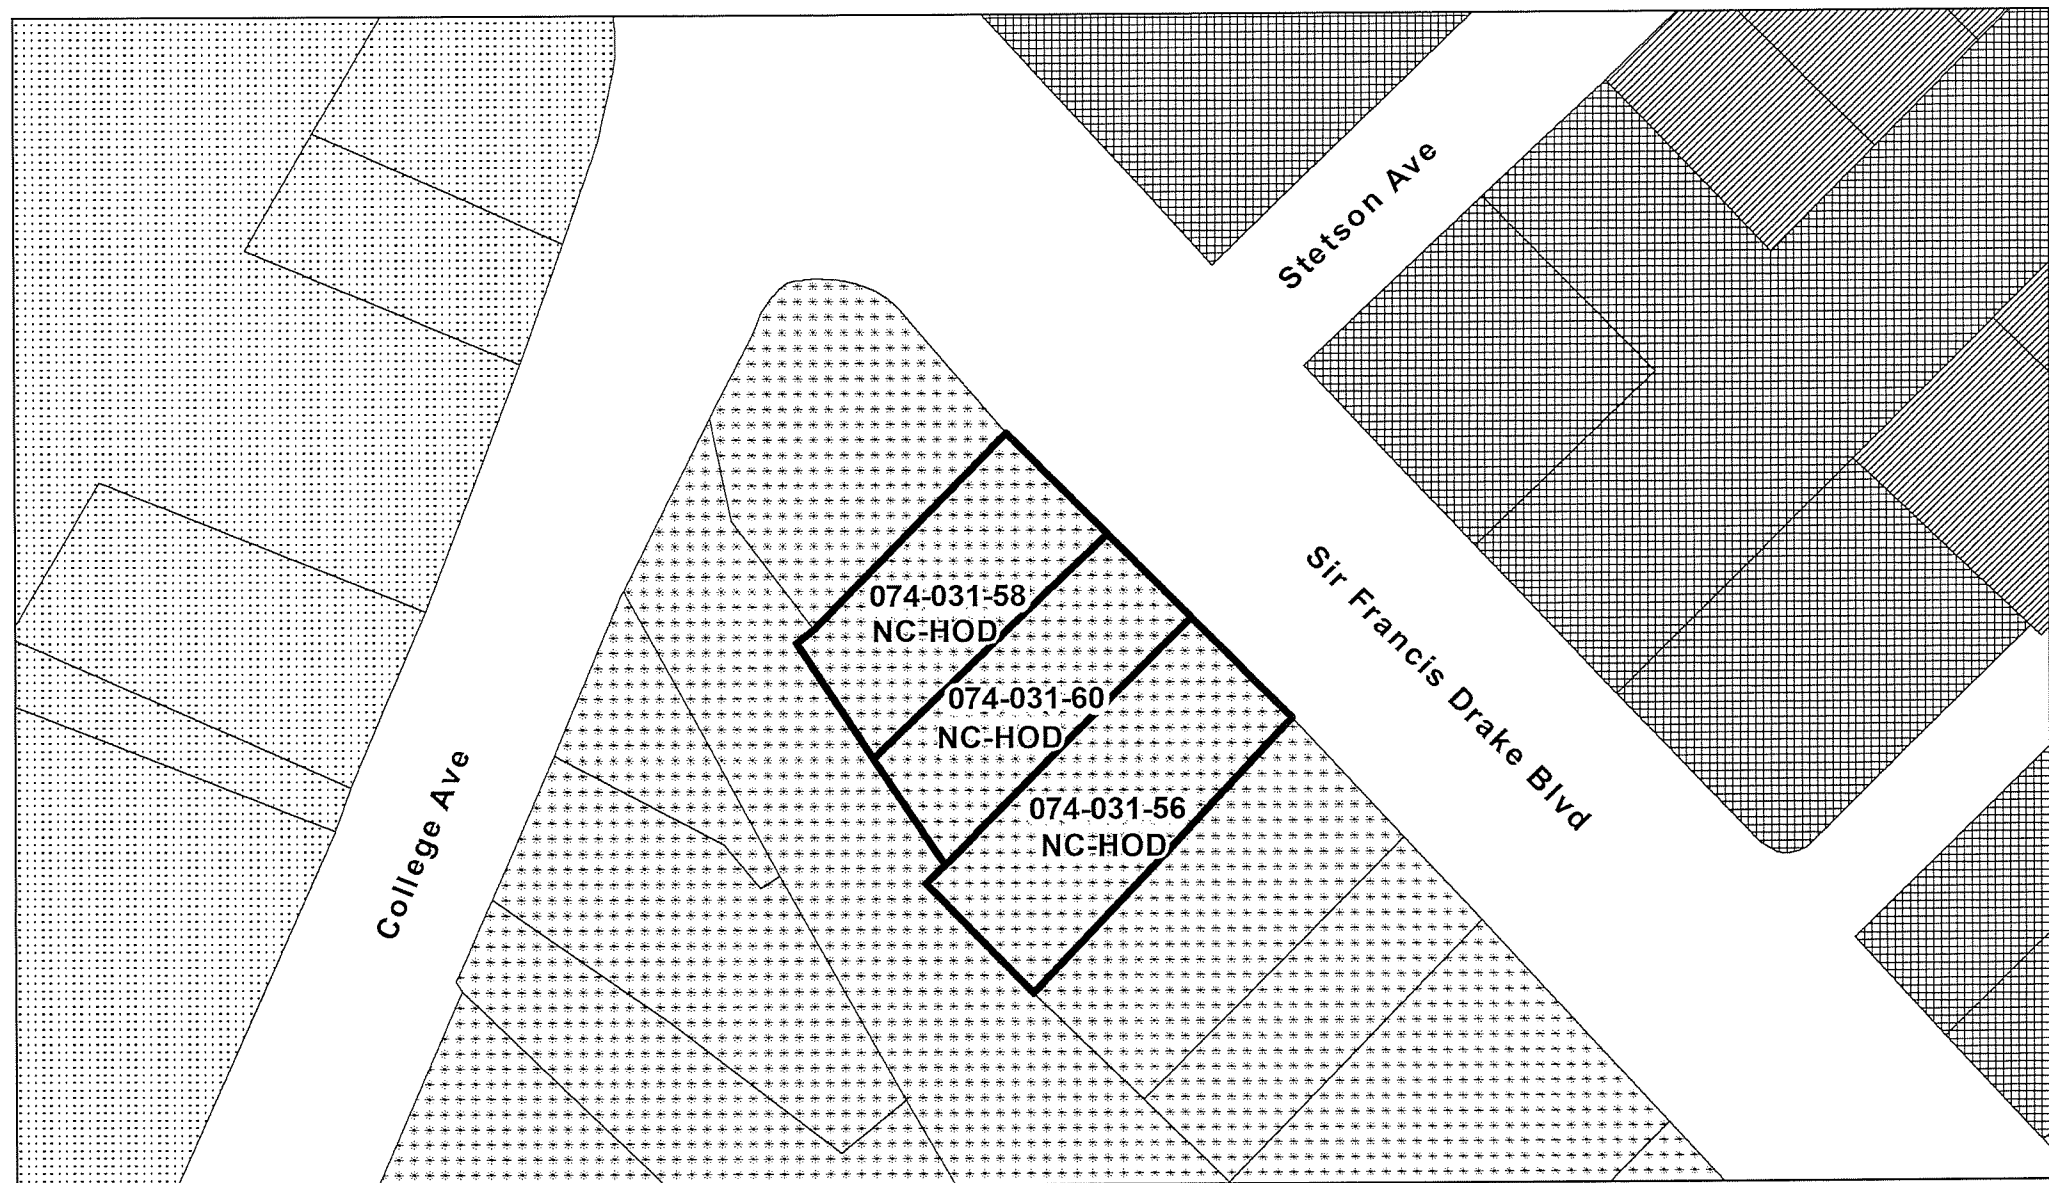 Stetson Ave
Sir Francis Drake Blvd
074-031-58
NC-HOD
074-031-60
NC-HOD
074-031-56
NC-HOD
College Ave